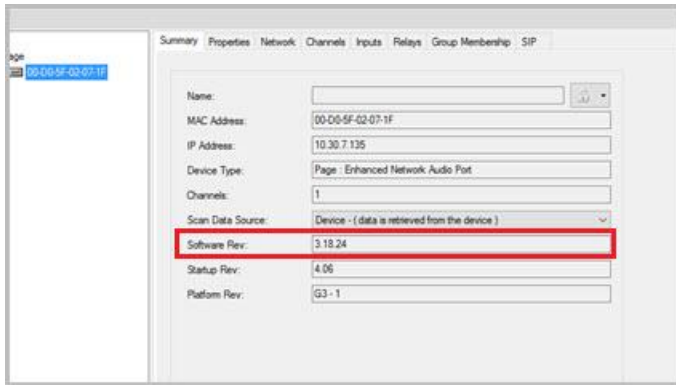 Summary Properties Network Channels Inputs Relays Group Membership SIP
age
00-D0-5F-02-07-1F
Name:
MAC Address: 00-D0-5F-02-07-1F
IP Address: 10.30.7.135
Device Type: Page : Enhanced Network Audio Port
Channels: 1
Scan Data Source: Device - ( data is retrieved from the device )
Software Rev: 3.18.24
Startup Rev: 4.06
Platform Rev: G3 - 1